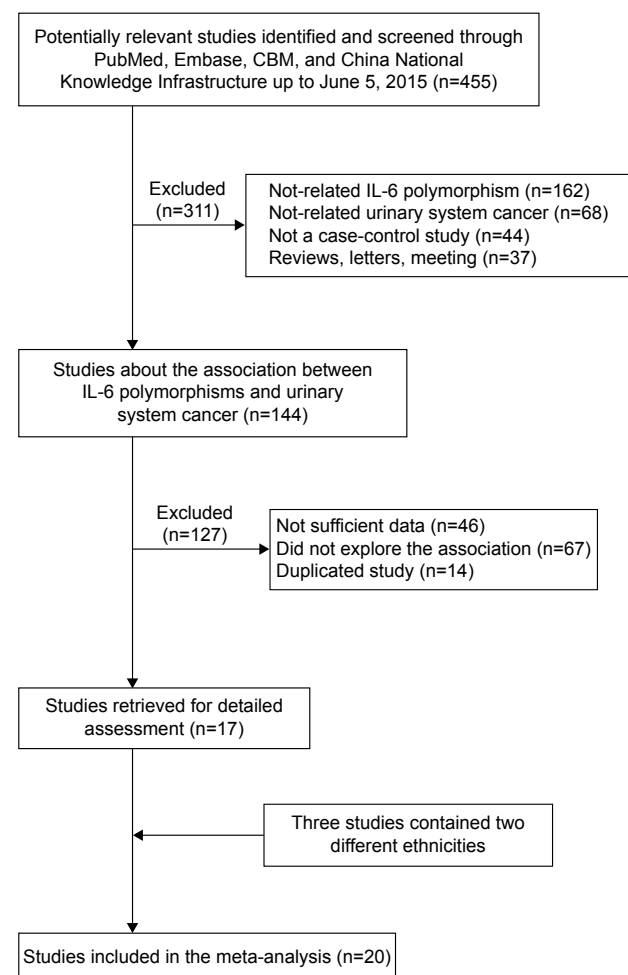 Potentially relevant studies identified and screened through
PubMed, Embase, CBM, and China National
Knowledge Infrastructure up to June 5, 2015 (n=455)
Excluded
(n=311)
Not-related IL-6 polymorphism (n=162)
Not-related urinary system cancer (n=68)
Not a case-control study (n=44)
Reviews, letters, meeting (n=37)
Studies about the association between
IL-6 polymorphisms and urinary
system cancer (n=144)
Excluded
(n=127)
Not sufficient data (n=46)
Did not explore the association (n=67)
Duplicated study (n=14)
Studies retrieved for detailed
assessment (n=17)
Three studies contained two
different ethnicities
Studies included in the meta-analysis (n=20)